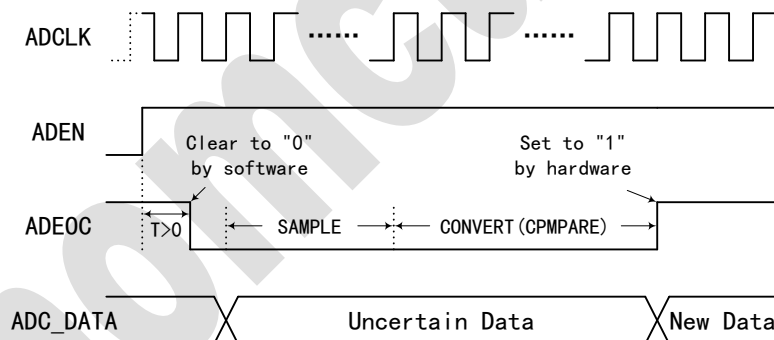 ADCLK
ADEN
Clear to "0"
by software
Set to "1"
by hardware
ADEOC
T>0
SAMPLE
CONVERT(CPMPARE)
ADC_DATA
Uncertain Data
New Data